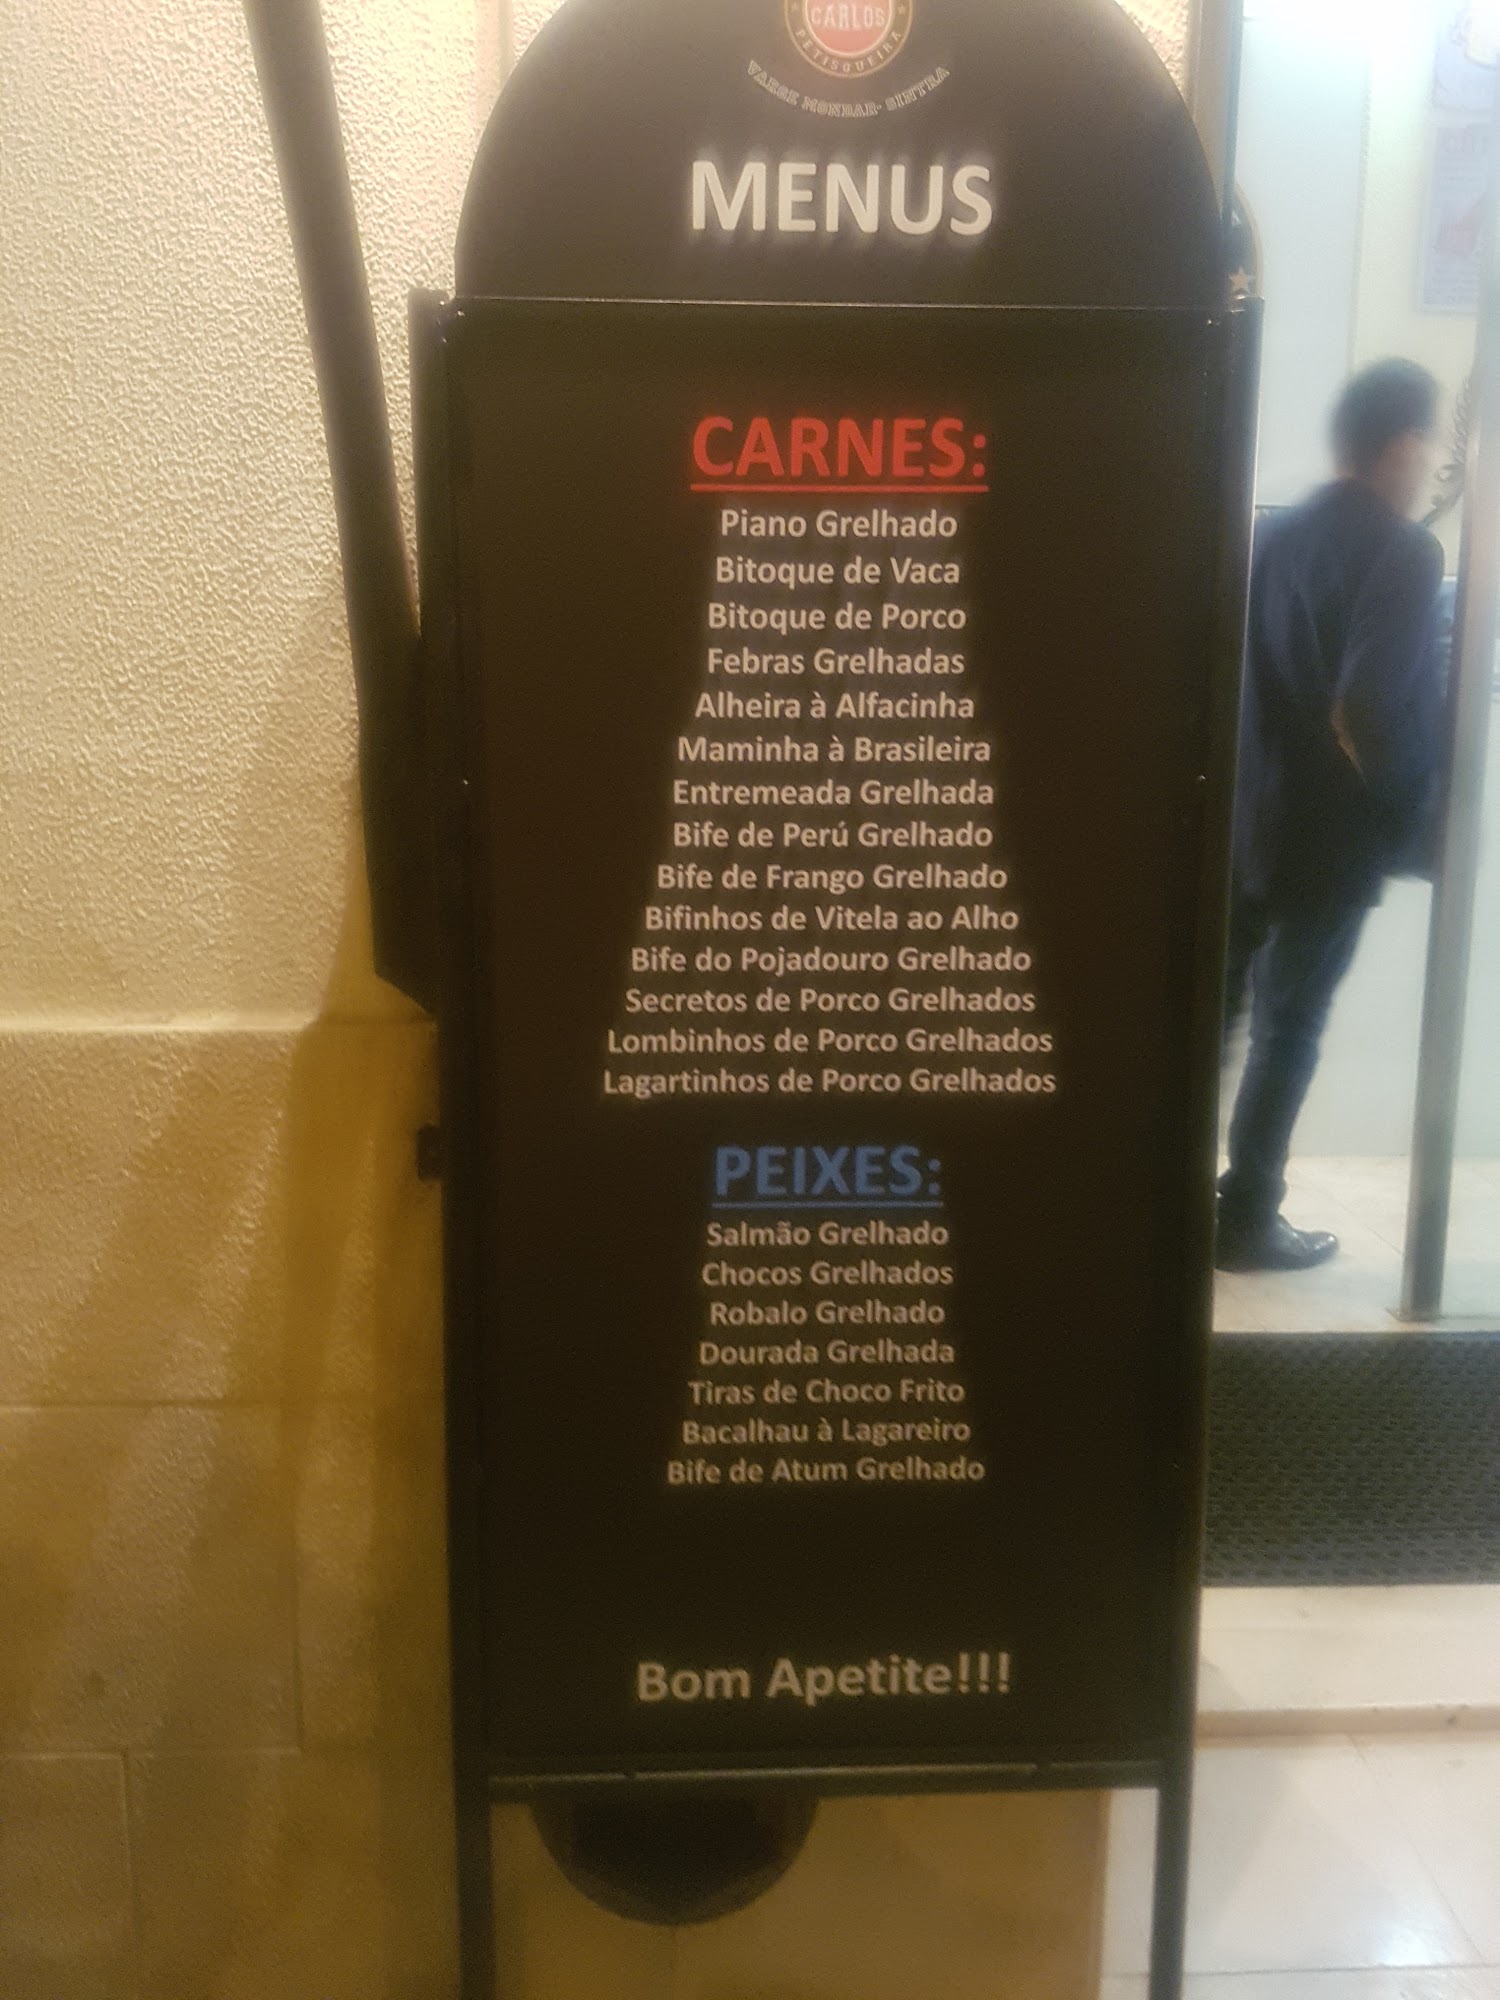 CARLOS
PETISQUEIRA
VARGE MONDAR- SINTRA
MENUS
CARNES:
Piano Grelhado
Bitoque de Vaca
Bitoque de Porco
Febras Grelhadas
Alheira à Alfacinha
Maminha à Brasileira
Entremeada Grelhada
Bife de Perú Grelhado
Bife de Frango Grelhado
Bifinhos de Vitela ao Alho
Bife do Pojadouro Grelhado
Secretos de Porco Grelhados
Lombinhos de Porco Grelhados
Lagartinhos de Porco Grelhados
PEIXES:
Salmão Grelhado
Chocos Grelhados
Robalo Grelhado
Dourada Grelhada
Tiras de Choco Frito
Bacalhau à Lagareiro
Bife de Atum Grelhado
Bom Apetite!!!